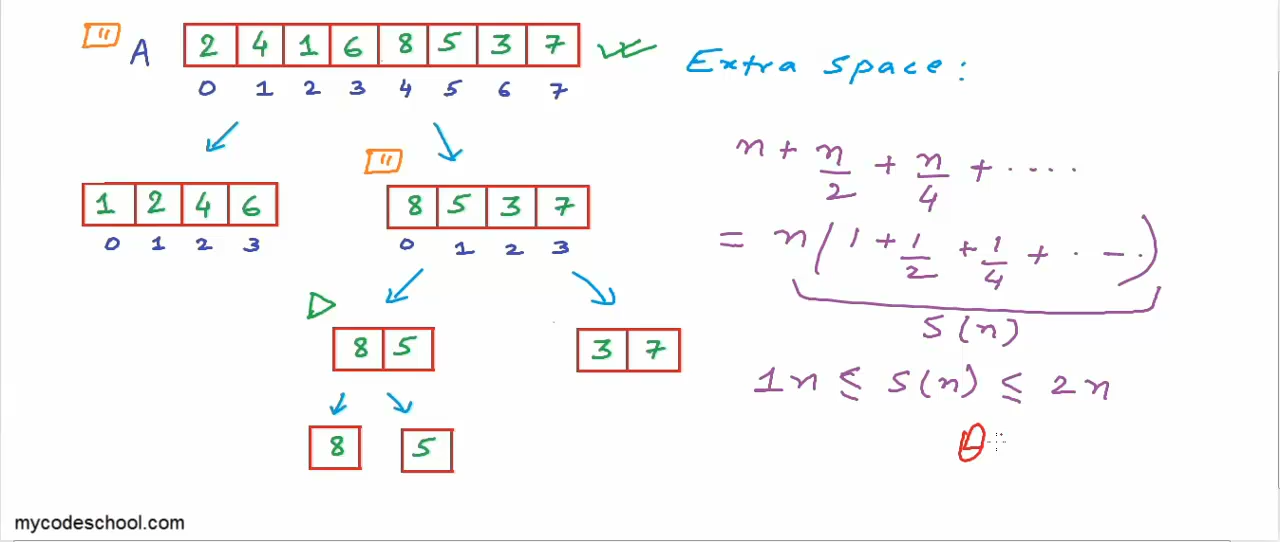 A 2 4 1 6 8 5 3 7
0 1 2 3 4 5 6 7
1 2 4 6
0 1 2 3
" 
"
8 5 3 7
0 1 2 3
8 5
3 7
8
5
Extra space:
n + n/2 + n/4 + ....
= n(1 + 1/2 + 1/4 + ....)
S(n)
1n ≤ S(n) ≤ 2n
Θ
mycodeschool.com